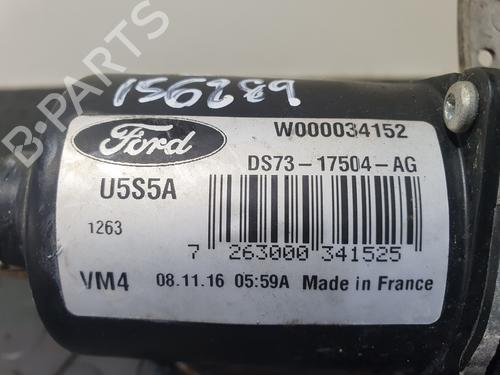 156289
Ford
W000034152
DS73-17504-AG
U5S5A
1263
7 263000 341525
VM4 08.11.16 05:59A Made in France
B-PARTS